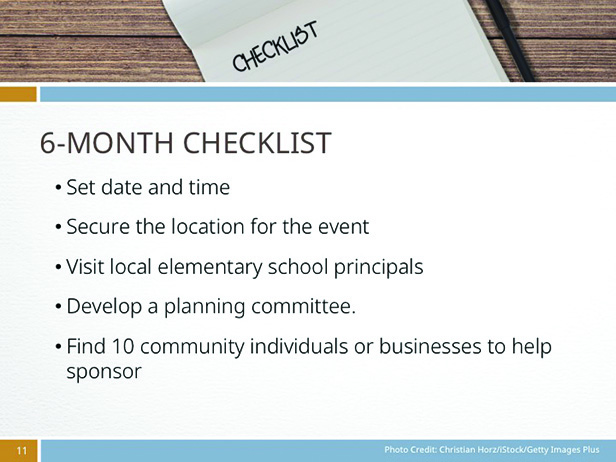 CHECKLIST
6-MONTH CHECKLIST
• Set date and time
• Secure the location for the event
• Visit local elementary school principals
• Develop a planning committee.
• Find 10 community individuals or businesses to help
sponsor
11
Photo Credit: Christian Horz/iStock/Getty Images Plus